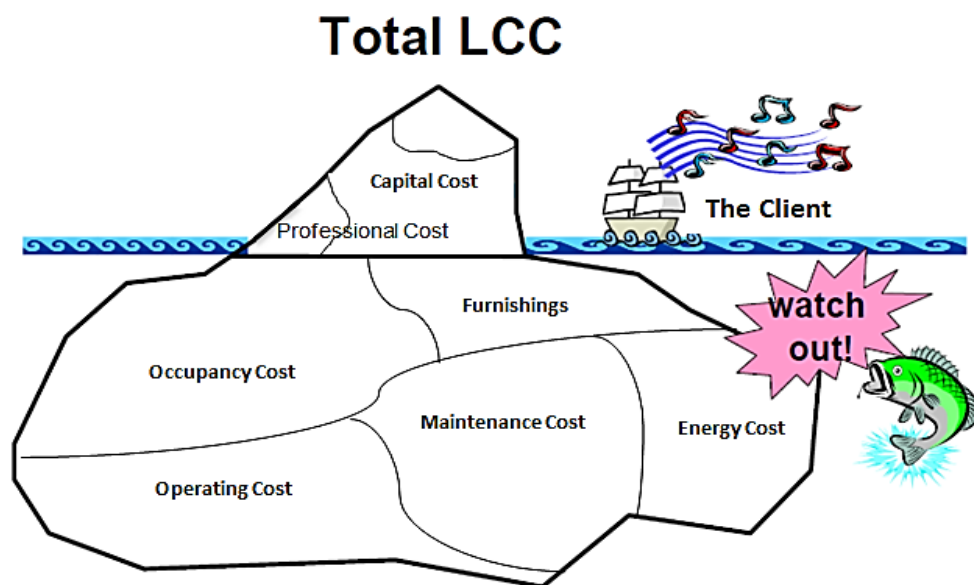 Total LCC
Capital Cost
The Client
Professional Cost
Furnishings
watch
out!
Occupancy Cost
Maintenance Cost
Energy Cost
Operating Cost